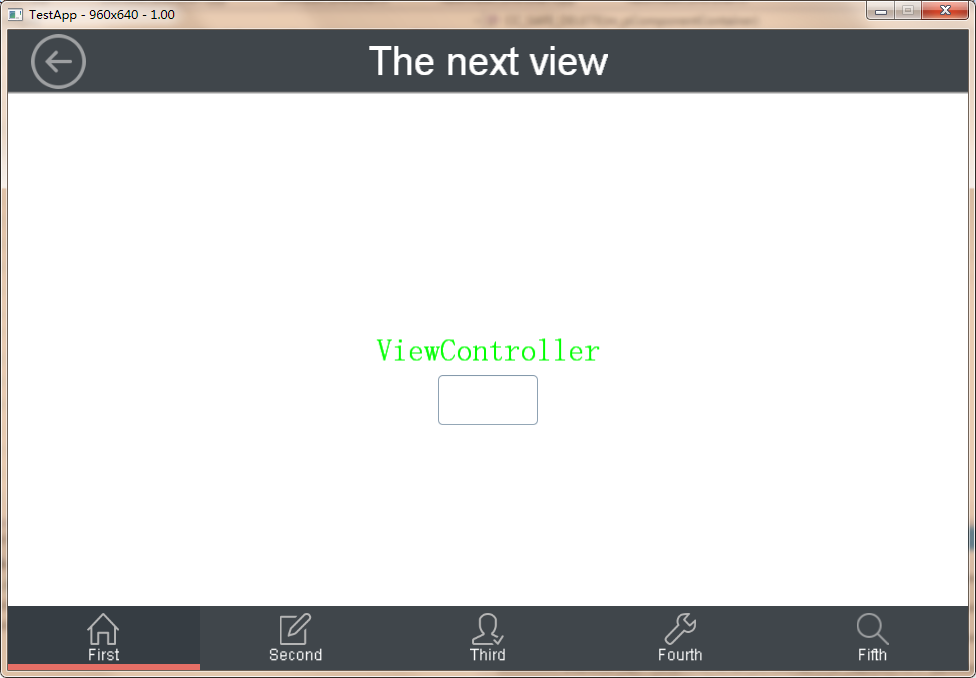 TestApp - 960x640 - 1.00
The next view
ViewController
First
Second
Third
Fourth
Fifth